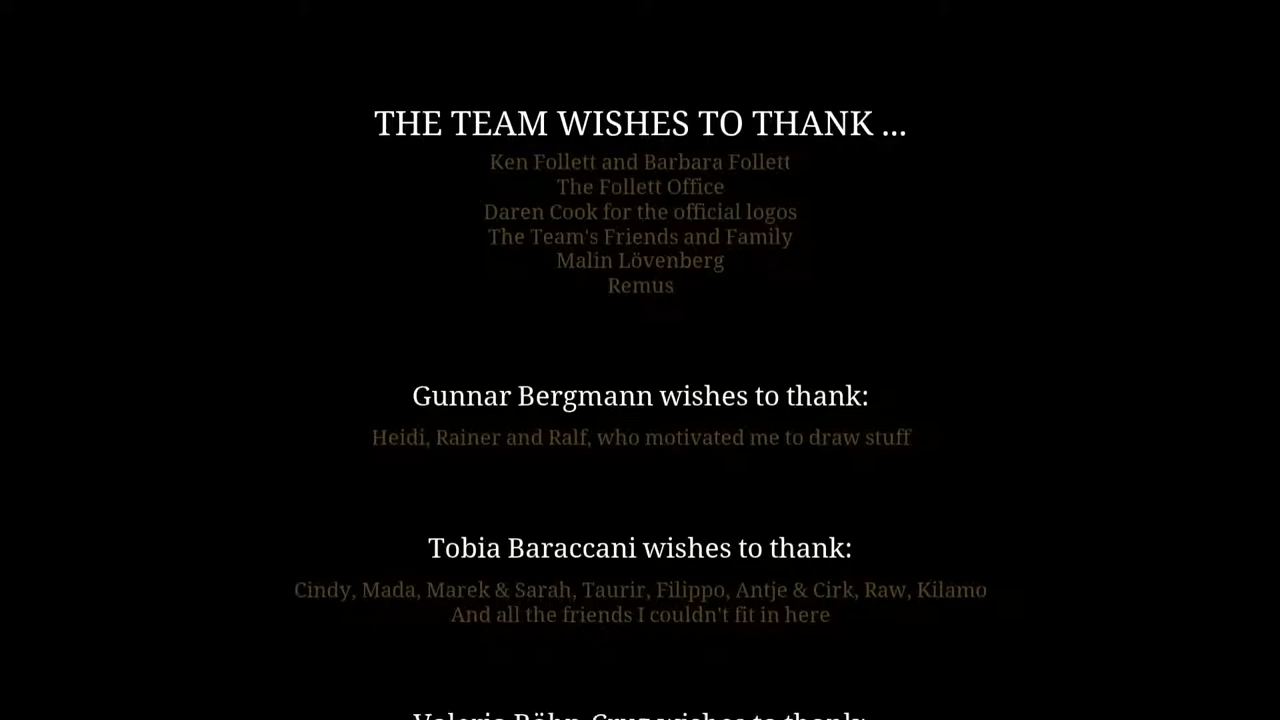 THE TEAM WISHES TO THANK ...
Ken Follett and Barbara Follett
The Follett Office
Daren Cook for the official logos
The Team's Friends and Family
Malin Lövenberg
Remus
Gunnar Bergmann wishes to thank:
Heidi, Rainer and Ralf, who motivated me to draw stuff
Tobia Baraccani wishes to thank:
Cindy, Mada, Marek & Sarah, Taurir, Filippo, Antje & Cirk, Raw, Kilamo
And all the friends I couldn't fit in here
wishes to thank: